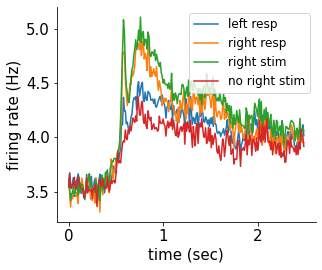 left resp
right resp
right stim
no right stim
5.0
4.5
4.0
3.5
firing rate (Hz)
0
1
2
time (sec)